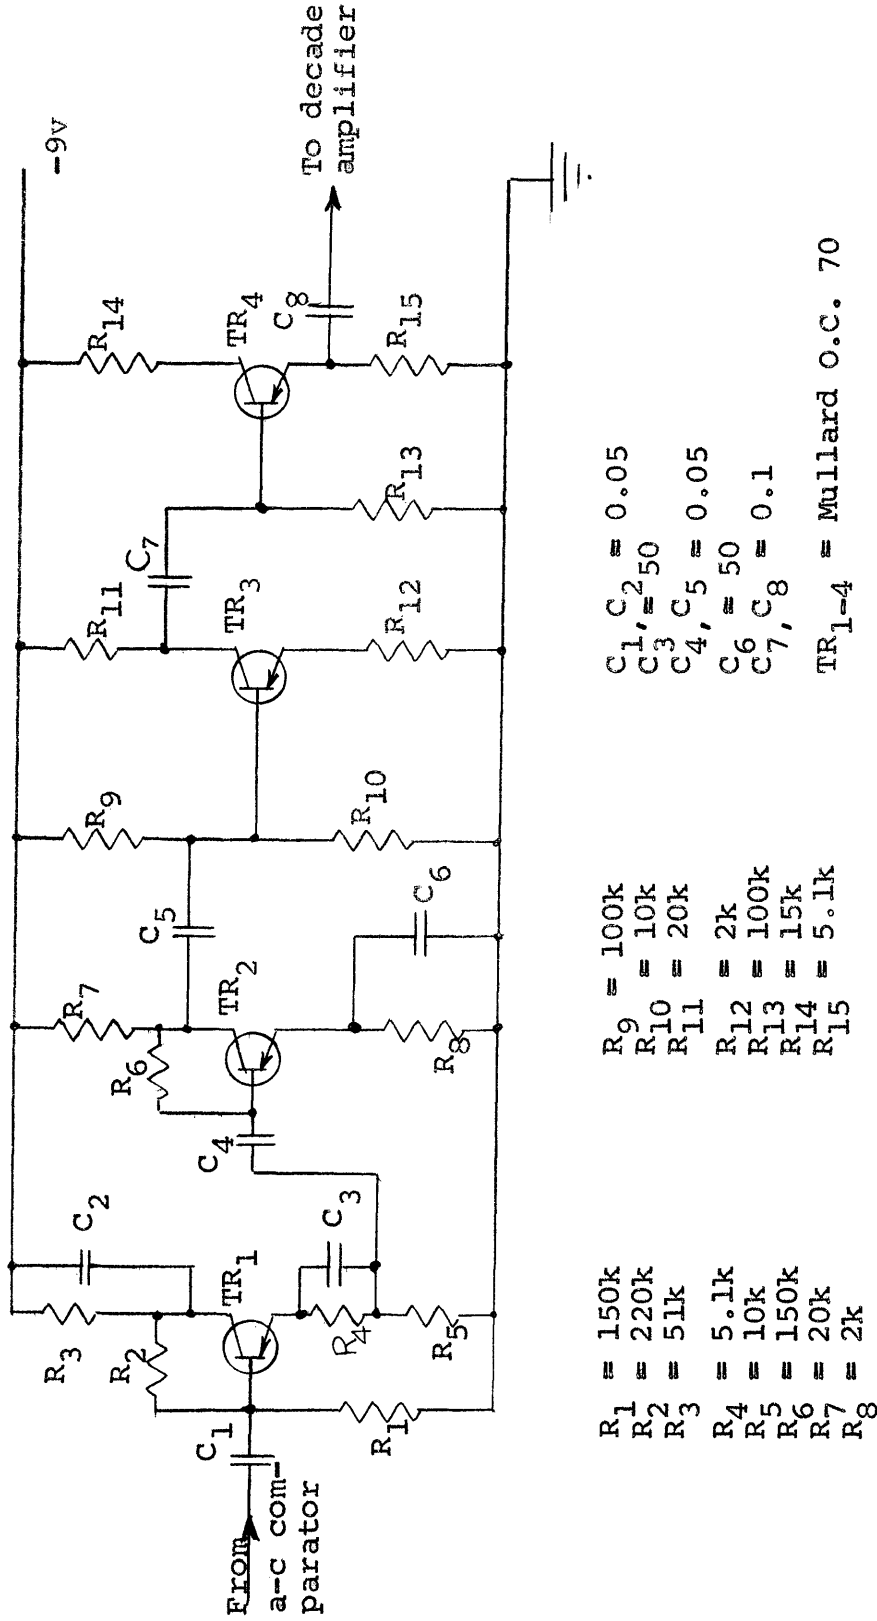 -9v
From
a-c com-
parator
C1
R1
R2
R3
C2
TR1
R4
C3
R5
C4
R6
R7
TR2
R8
C5
C6
R9
R10
TR3
R11
R12
C7
R13
TR4
R14
C8
R15
To decade
amplifier
R1 = 150k
R2 = 220k
R3 = 51k
R4 = 5.1k
R5 = 10k
R6 = 150k
R7 = 20k
R8 = 2k
R9 = 100k
R10 = 10k
R11 = 20k
R12 = 2k
R13 = 100k
R14 = 15k
R15 = 5.1k
C1, C2 = 0.05
C3 = 50
C4, C5 = 0.05
C6 = 50
C7, C8 = 0.1
TR1-4 = Mullard O.C. 70